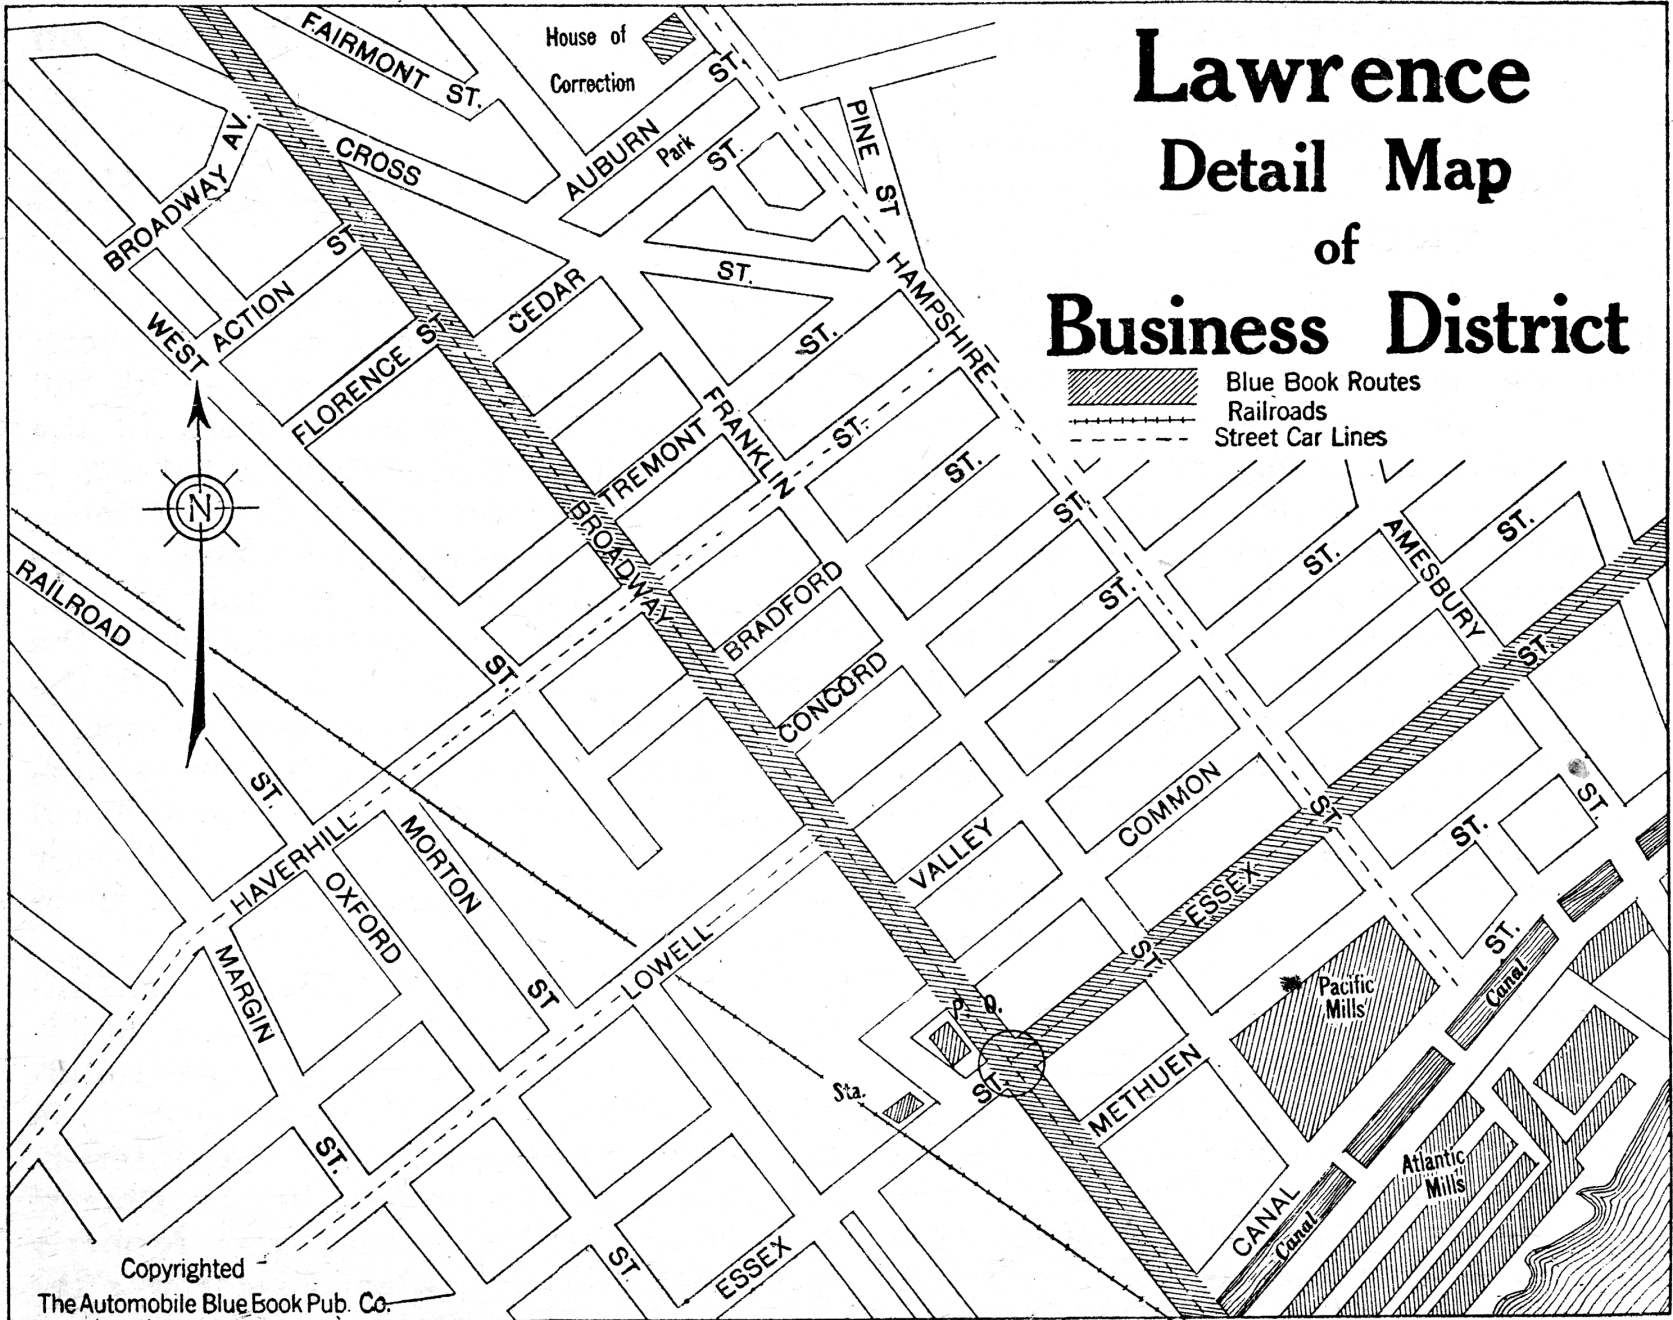 Lawrence
Detail Map
of
Business District
Blue Book Routes
Railroads
Street Car Lines
FAIRMONT ST.
House of
Correction
AUBURN ST.
Park
ST.
PINE ST
BROADWAY AV.
CROSS
ST.
ACTION ST
CEDAR
ST.
HAMPSHIRE
WEST
FLORENCE ST
FRANKLIN
TREMONT
ST.
ST.
N
BROADWAY
ST.
ST.
AMESBURY
ST.
RAILROAD
BRADFORD
ST.
ST.
ST.
CONCORD
ST.
HAVERHILL
MORTON
ST
OXFORD
VALLEY
COMMON
ST
ST.
ST.
ESSEX
ST.
MARGIN
LOWELL
ST.
Canal
Pacific
Mills
P. O.
ST.
Sta.
METHUEN
Atlantic
Mills
ST.
CANAL
Canal
ST.
ESSEX
Copyrighted
The Automobile Blue Book Pub. Co.